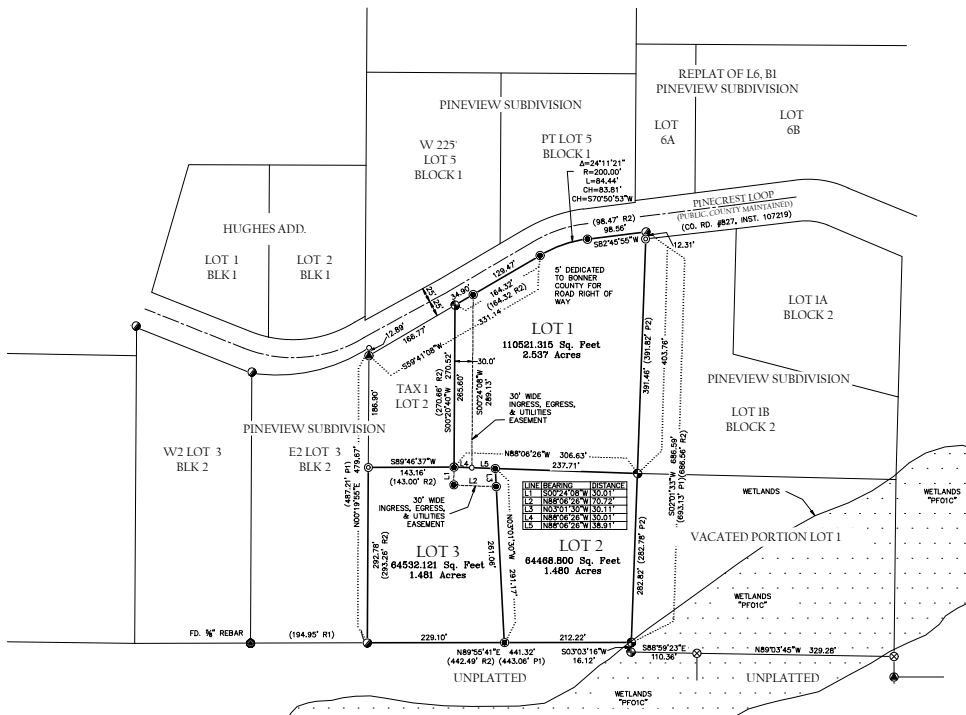 REPLAT OF L6, B1
PINEVIEW SUBDIVISION
LOT
6A
LOT
6B
PINEVIEW SUBDIVISION
W 225'
LOT 5
BLOCK 1
PT LOT 5
BLOCK 1
Δ=24°11'21"
R=200.00'
L=84.44'
CH=83.81'
CH=S70°50'53"W
PINECREST LOOP
(PUBLIC, COUNTY MAINTAINED)
(CO. RD. #827, INST. 107219)
(98.47' R2)
98.56'
S82°45'55"W
12.31'
HUGHES ADD.
LOT 1
BLK 1
LOT 2
BLK 1
25'
25'
129.47'
34.90'
164.32'
(164.32 R2)
331.14'
12.89'
166.77'
S59°41'08"W
5' DEDICATED
TO BONNER
COUNTY FOR
ROAD RIGHT OF
WAY
LOT 1A
BLOCK 2
LOT 1
110521.315 Sq. Feet
2.537 Acres
391.46' (391.82' P2)
403.76'
S02°01'33"W 686.59'
(693.13' P1)(686.56' R2)
PINEVIEW SUBDIVISION
LOT 1B
BLOCK 2
186.90'
TAX 1
LOT 2
(270.66' R2)
S00°20'40"W 270.52'
265.60'
30.0'
S00°24'08"W
289.13'
30' WIDE
INGRESS, EGRESS,
& UTILITIES
EASEMENT
PINEVIEW SUBDIVISION
W2 LOT 3
BLK 2
E2 LOT 3
BLK 2
(487.21' P1)
N00°19'55"E 479.67'
S89°46'37"W
143.16'
(143.00' R2)
N88°06'26"W 306.63'
237.71'
L4
L5
L1
L2
L3
LINE BEARING DISTANCE
L1 S00°24'08"W 30.01'
L2 N88°06'26"W 70.72'
L3 N03°01'30"W 30.11'
L4 N88°06'26"W 30.01'
L5 N88°06'26"W 38.91'
30' WIDE
INGRESS, EGRESS,
& UTILITIES
EASEMENT
WETLANDS
WETLANDS
"PF01C"
LOT 3
64532.121 Sq. Feet
1.481 Acres
292.78'
(293.26' R2)
261.06'
N03°01'30"W 291.17'
LOT 2
64468.800 Sq. Feet
1.480 Acres
282.82' (282.78' P2)
VACATED PORTION LOT 1
WETLANDS
"PF01C"
FD. ⅝" REBAR
(194.95' R1)
229.10'
212.22'
N89°55'41"E 441.32'
(442.49' R2) (443.06' P1)
S03°03'16"W
16.12'
S88°59'23"E
110.36'
N89°03'45"W 329.28'
UNPLATTED
UNPLATTED
WETLANDS
"PF01C"